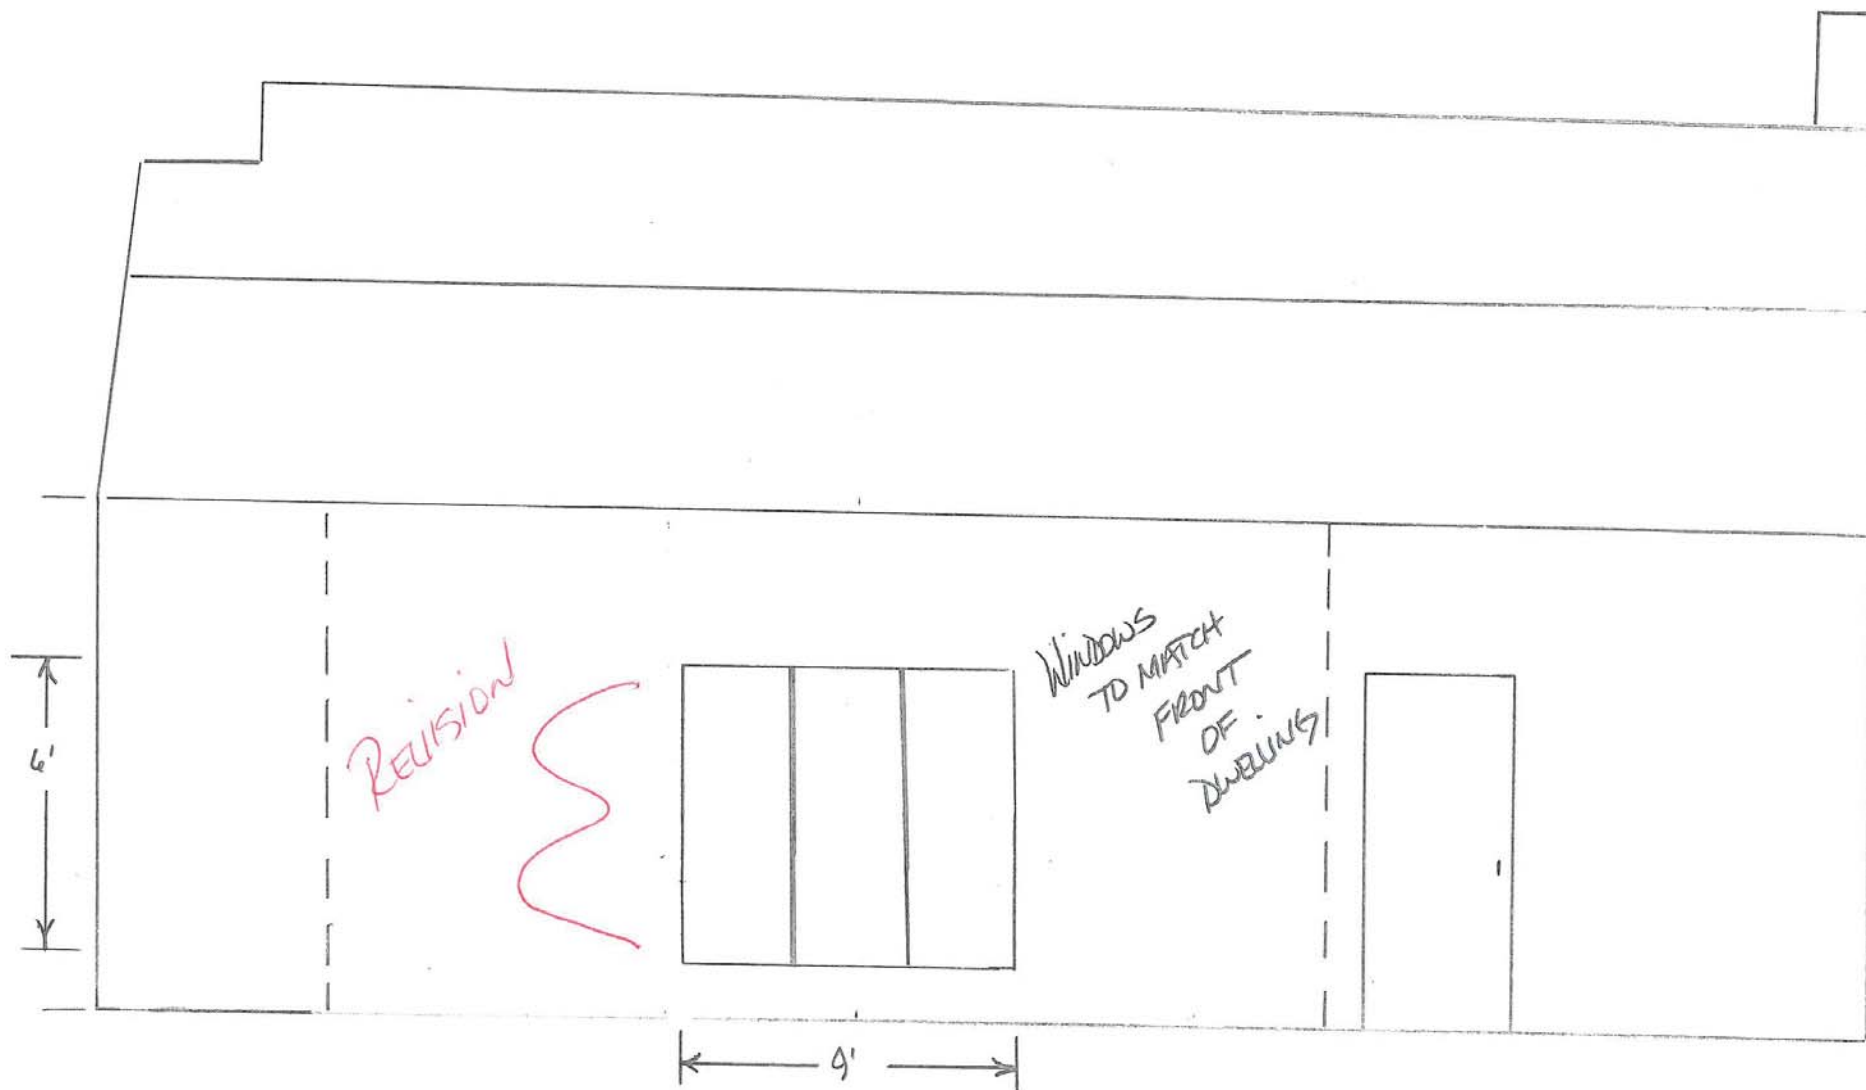 REVISION
WINDOWS
TO MATCH
FRONT
OF
DWELLING
6'
9'